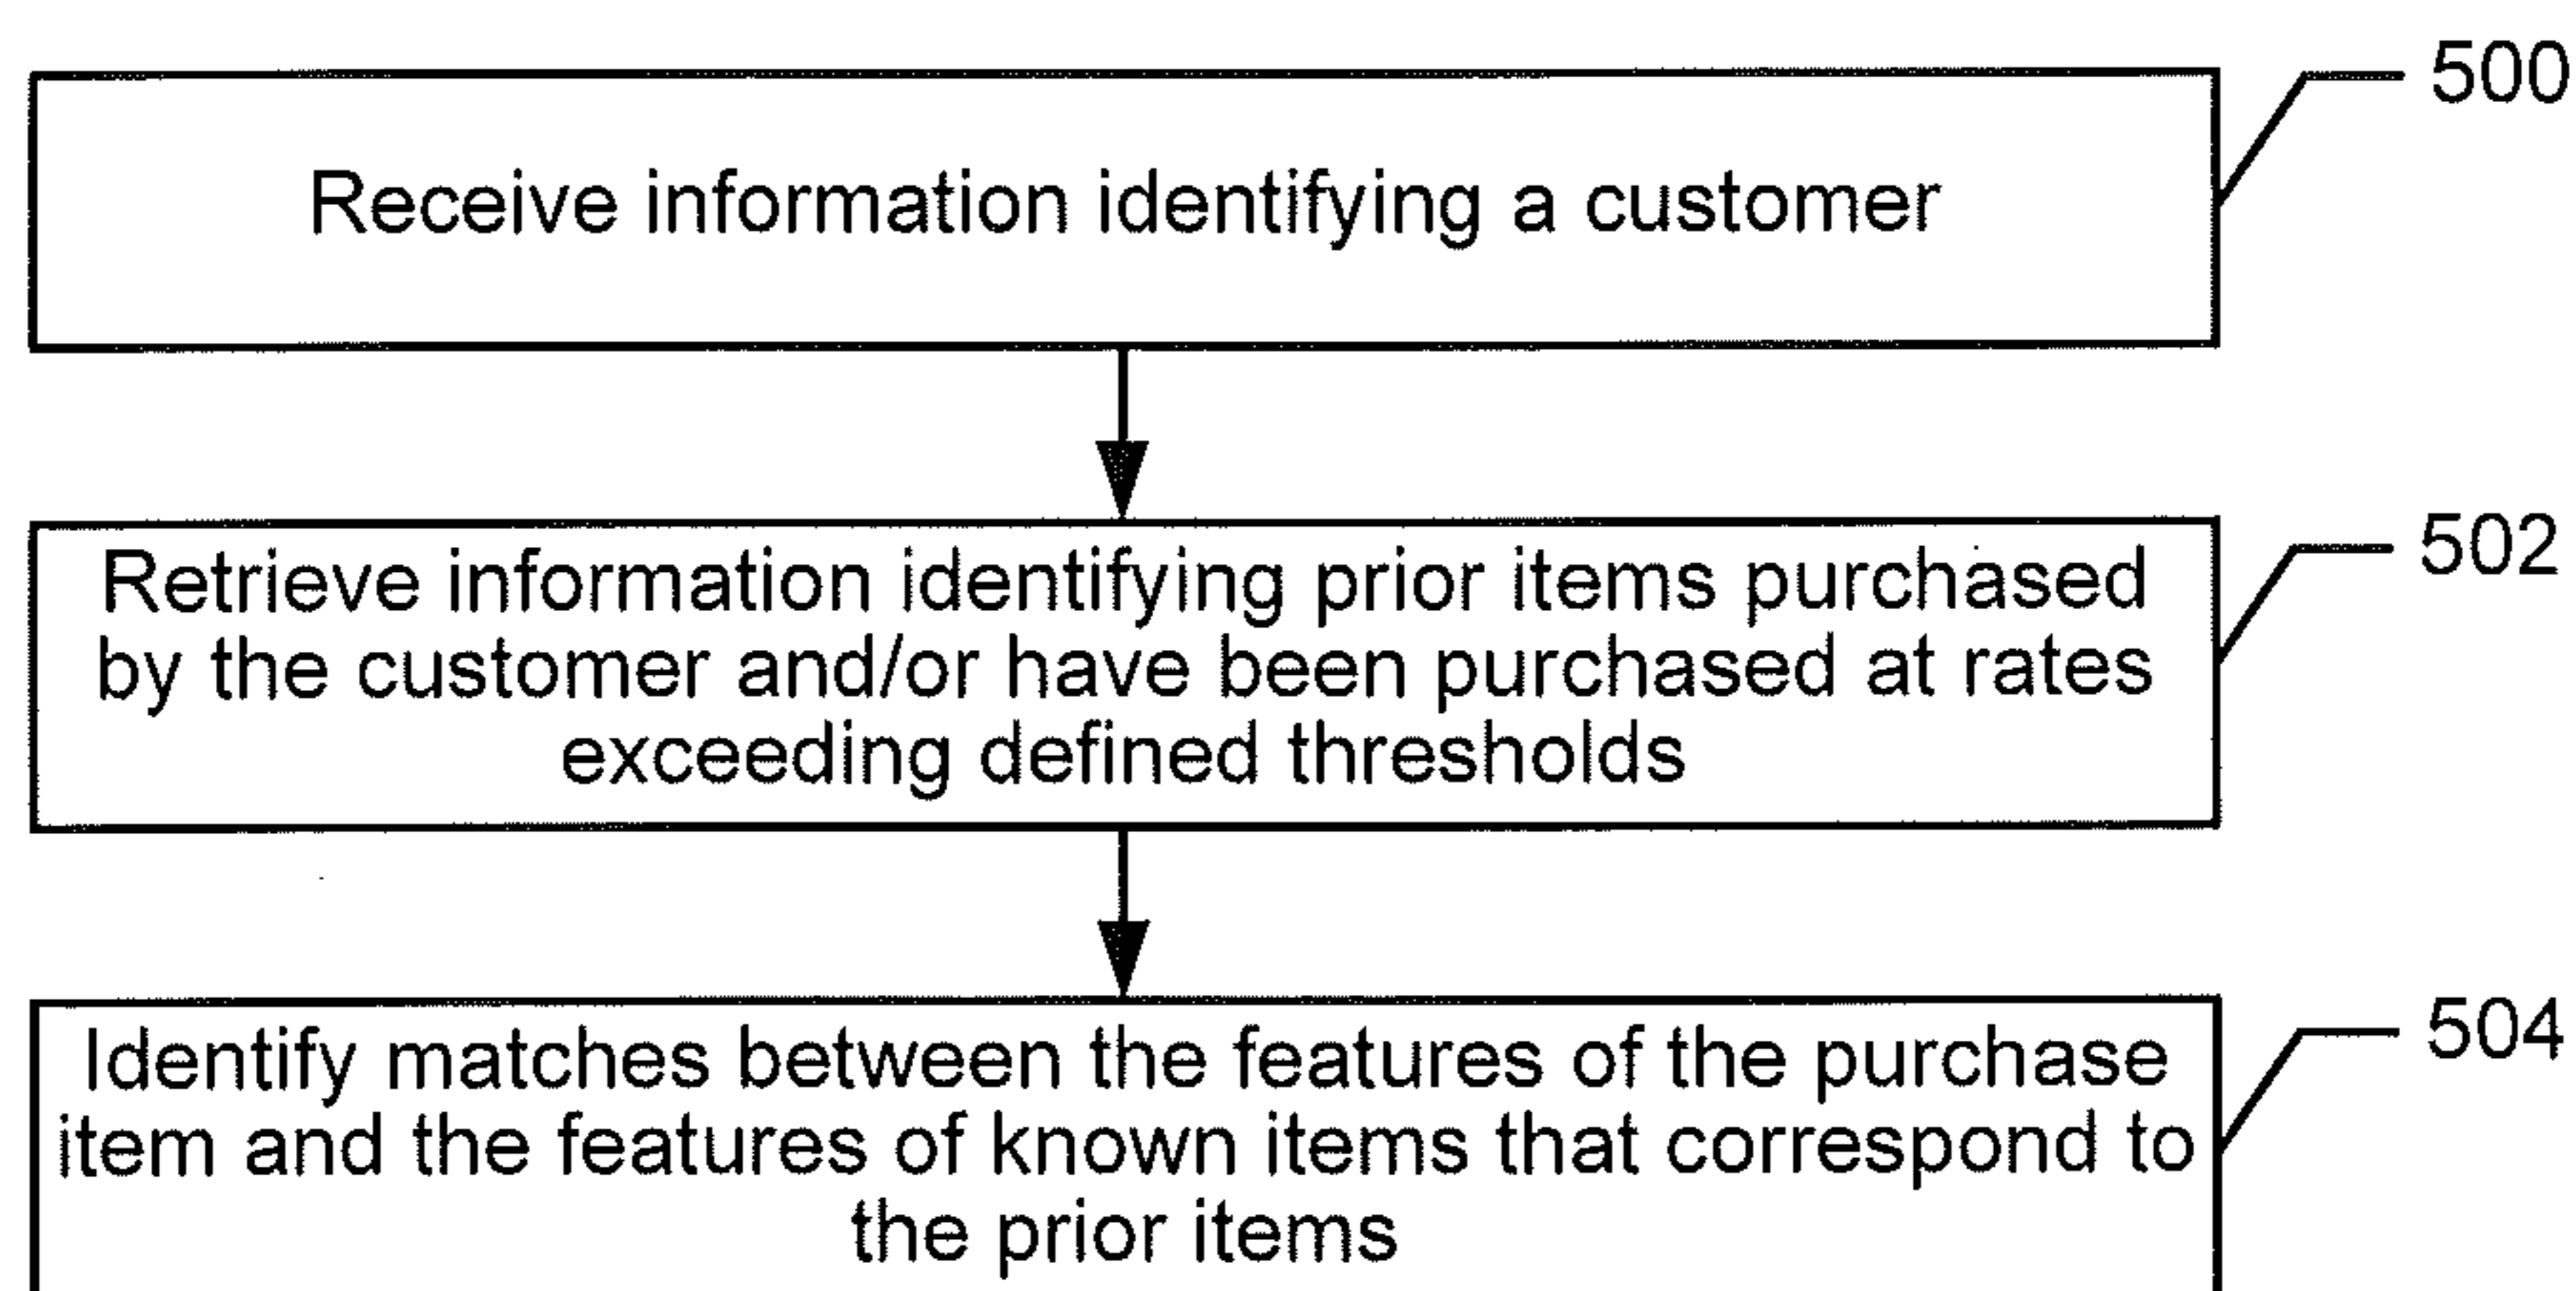 500
Receive information identifying a customer
502
Retrieve information identifying prior items purchased
by the customer and/or have been purchased at rates
exceeding defined thresholds
504
Identify matches between the features of the purchase
item and the features of known items that correspond to
the prior items